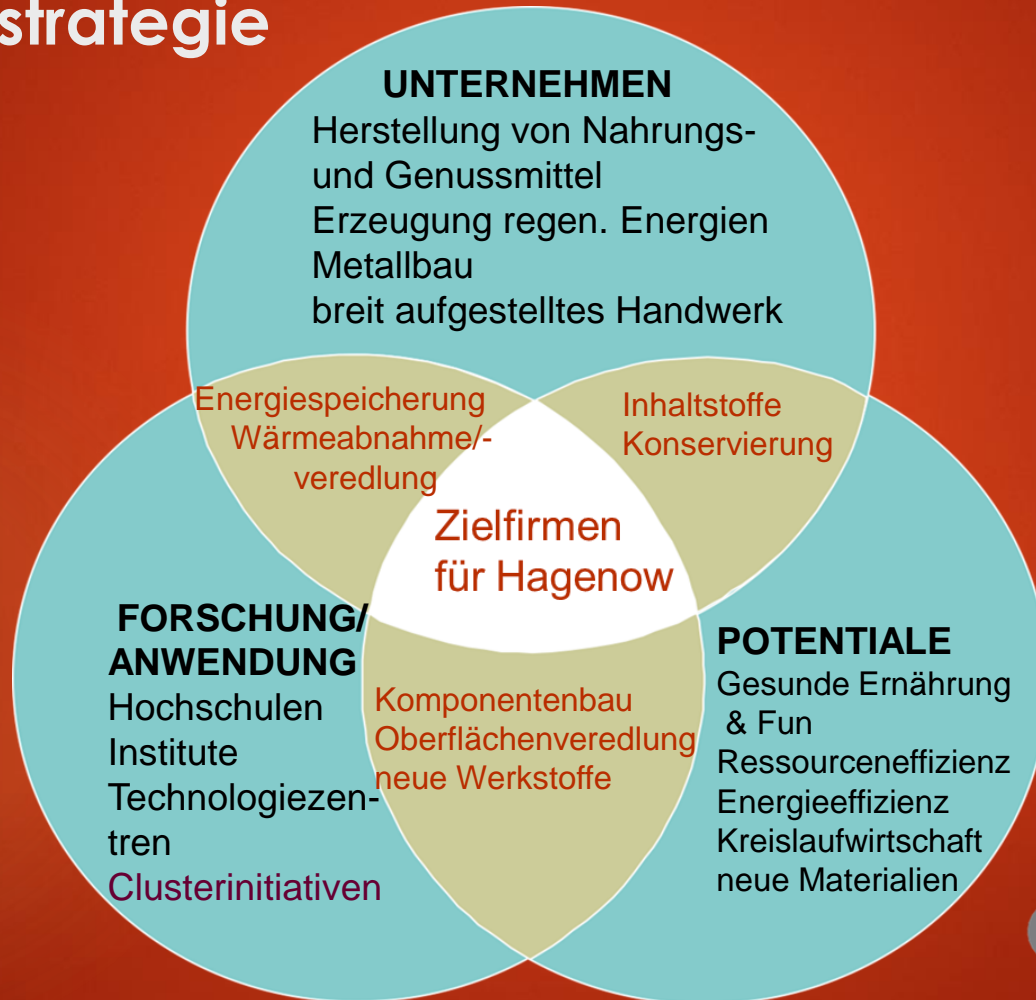 strategie
UNTERNEHMEN
Herstellung von Nahrungs-
und Genussmittel
Erzeugung regen. Energien
Metallbau
breit aufgestelltes Handwerk
Energiespeicherung
Wärmeabnahme/-
veredlung
Inhaltstoffe
Konservierung
Zielfirmen
für Hagenow
FORSCHUNG/
ANWENDUNG
Hochschulen
Institute
Technologiezen-
tren
Clusterinitiativen
Komponentenbau
Oberflächenveredlung
neue Werkstoffe
POTENTIALE
Gesunde Ernährung
& Fun
Ressourceneffizienz
Energieeffizienz
Kreislaufwirtschaft
neue Materialien